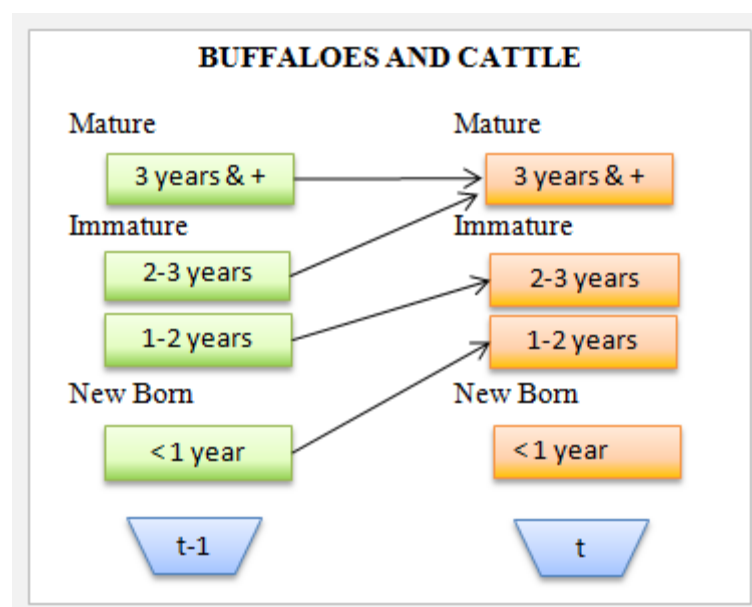 BUFFALOES AND CATTLE
Mature Mature
3 years & + 3 years & +
Immature Immature
2-3 years 2-3 years
1-2 years 1-2 years
New Born New Born
< 1 year < 1 year
t-1 t